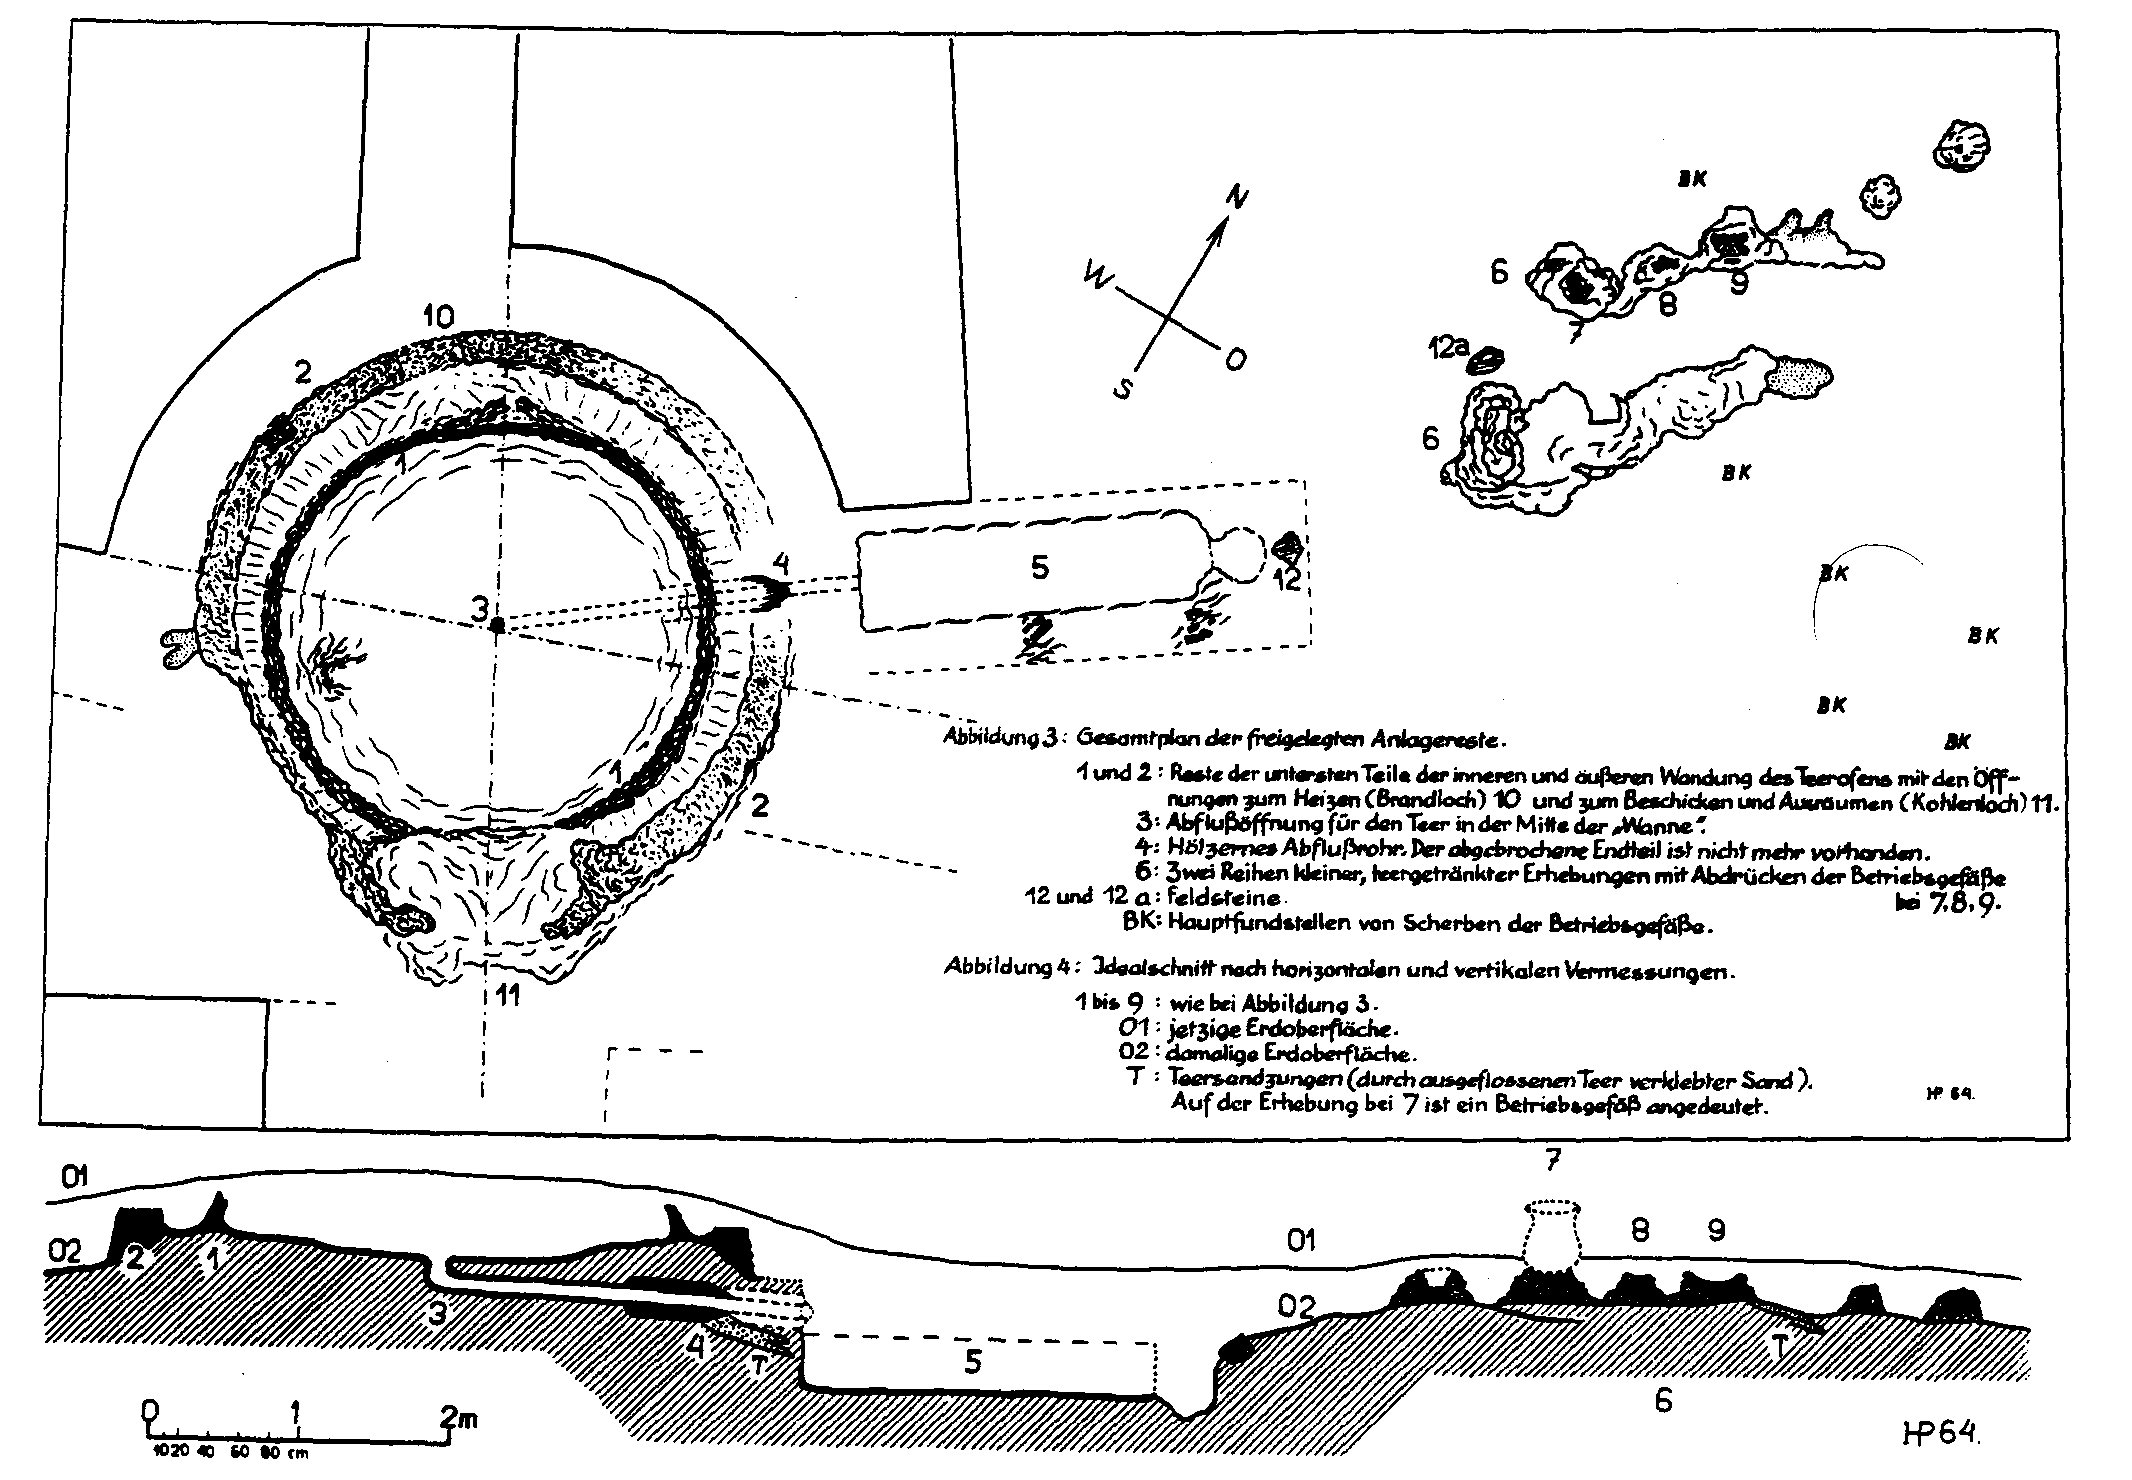 10
2
1
3
4
5
12
1
2
11
N
W
O
S
BK
6
7
8
9
12a
6
BK
BK
BK
BK
BK
Abbildung 3: Gesamtplan der freigelegten Anlagereste.
1 und 2: Reste der untersten Teile der inneren und äußeren Wandung des Teerofens mit den Öff-
nungen zum Heizen (Brandloch) 10 und zum Beschicken und Ausräumen (Kohlenloch) 11.
3: Abflußöffnung für den Teer in der Mitte der „Wanne“.
4: Hölzernes Abflußrohr. Der abgebrochene Endteil ist nicht mehr vorhanden.
6: Zwei Reihen kleiner, teergetränkter Erhebungen mit Abdrücken der Betriebsgefäße
bei 7, 8, 9.
12 und 12 a: Feldsteine.
BK: Hauptfundstellen von Scherben der Betriebsgefäße.
Abbildung 4: Idealschnitt nach horizontalen und vertikalen Vermessungen.
1 bis 9: wie bei Abbildung 3.
O1: jetzige Erdoberfläche.
O2: damalige Erdoberfläche.
T: Teersandzungen (durch ausgeflossenen Teer verklebter Sand).
Auf der Erhebung bei 7 ist ein Betriebsgefäß angedeutet.
HP 64.
O1
O2
2
1
3
4
T
5
O1
O2
7
8
9
T
6
0 1 2m
10 20 40 60 80 cm
HP 64.